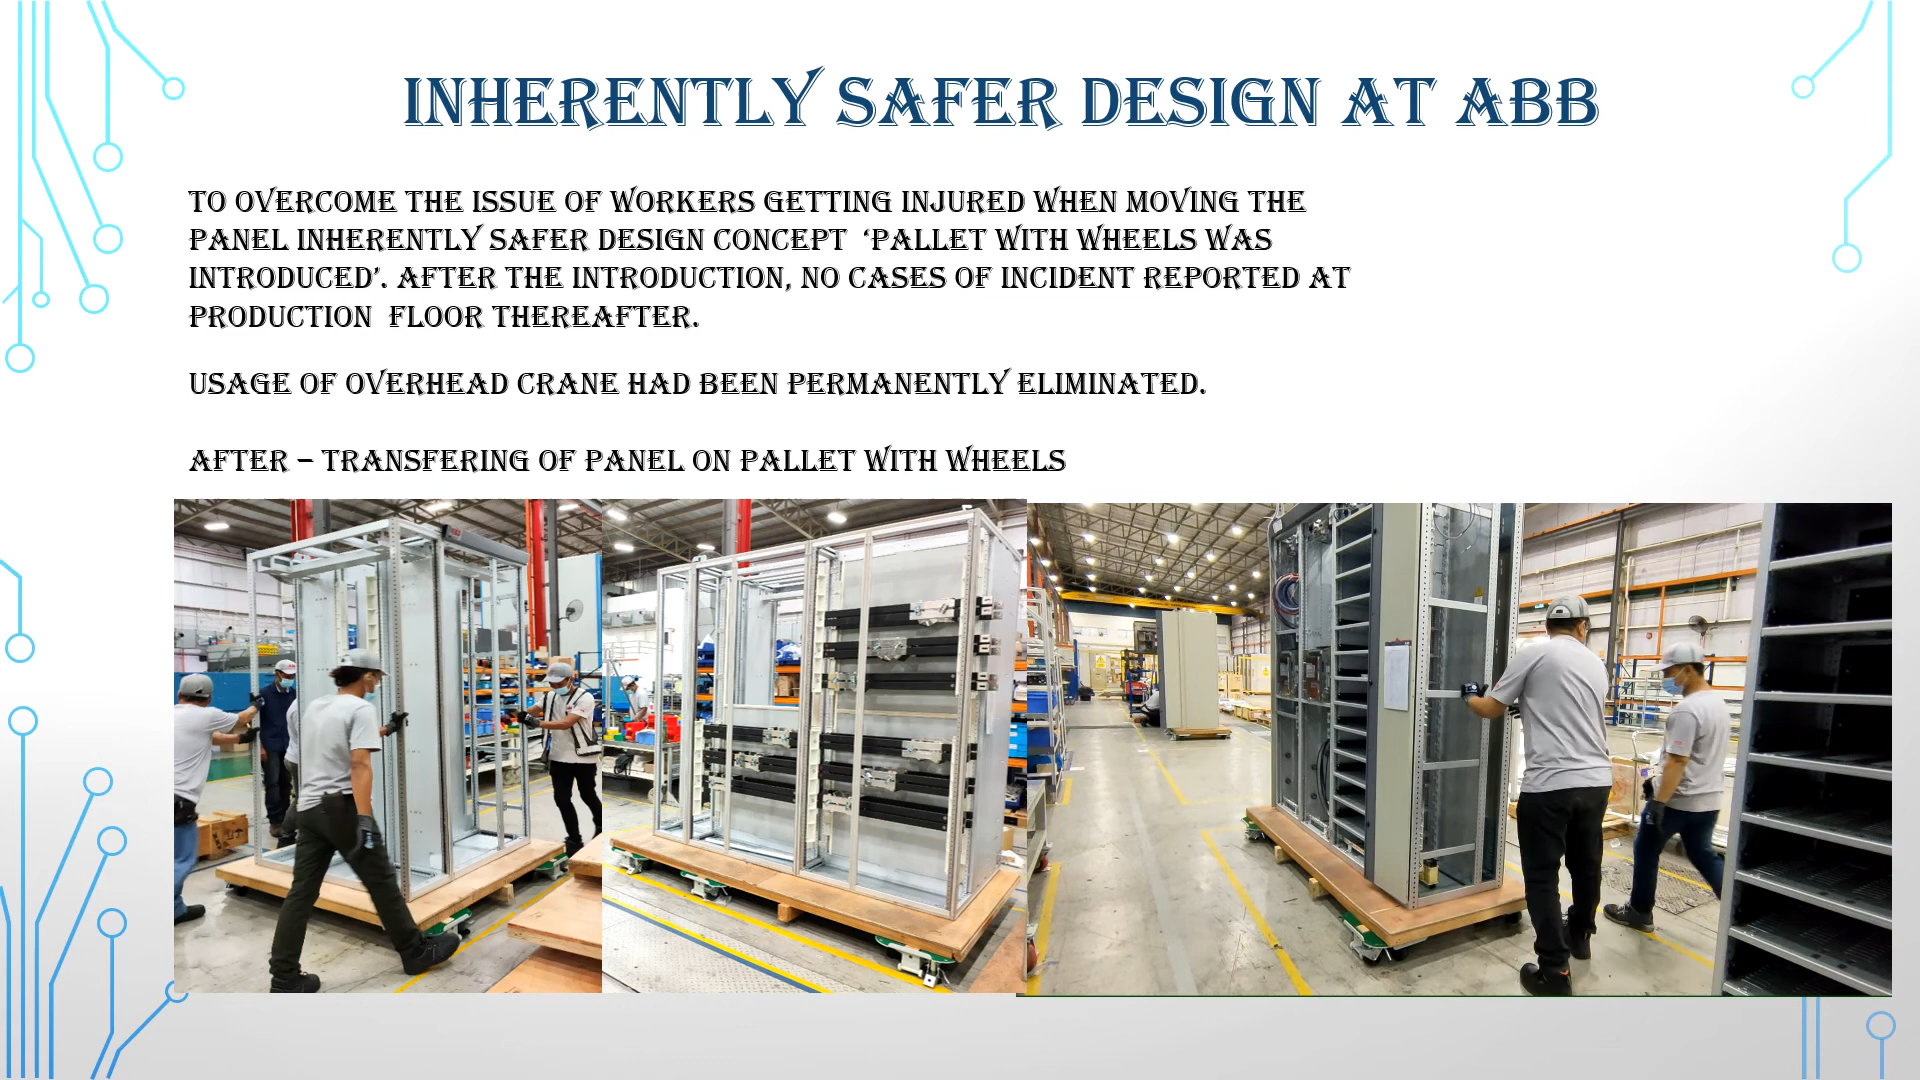 INHERENTLY SAFER DESIGN AT ABB
TO OVERCOME THE ISSUE OF WORKERS GETTING INJURED WHEN MOVING THE
PANEL INHERENTLY SAFER DESIGN CONCEPT ‘PALLET WITH WHEELS WAS
INTRODUCED’. AFTER THE INTRODUCTION, NO CASES OF INCIDENT REPORTED AT
PRODUCTION FLOOR THEREAFTER.
USAGE OF OVERHEAD CRANE HAD BEEN PERMANENTLY ELIMINATED.
AFTER – TRANSFERING OF PANEL ON PALLET WITH WHEELS